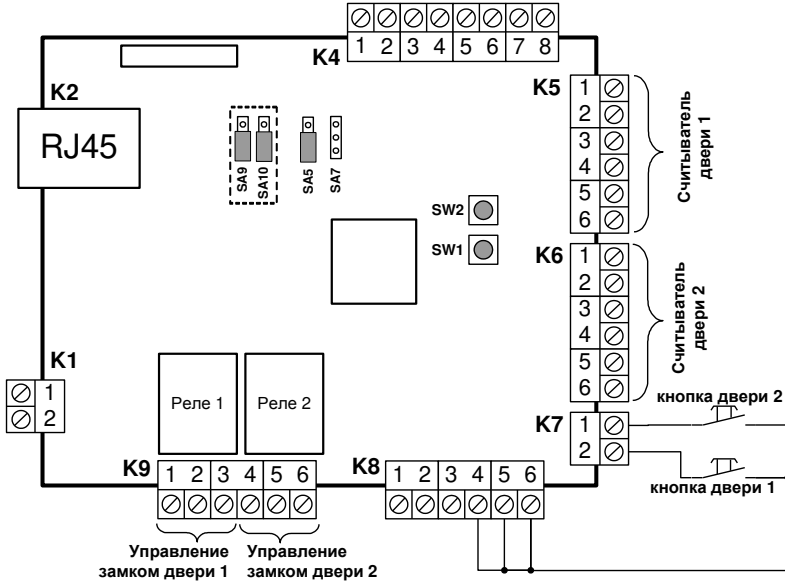 K4
1 2 3 4 5 6 7 8
K2
RJ45
SA9
SA10
SA5
SA7
SW2
SW1
K5
1
2
3
4
5
6
Считыватель
двери 1
K6
1
2
3
4
5
6
Считыватель
двери 2
K1
1
2
Реле 1
Реле 2
K7
1
2
кнопка двери 2
кнопка двери 1
K9
1 2 3 4 5 6
K8
1 2 3 4 5 6
Управление
замком двери 1
Управление
замком двери 2